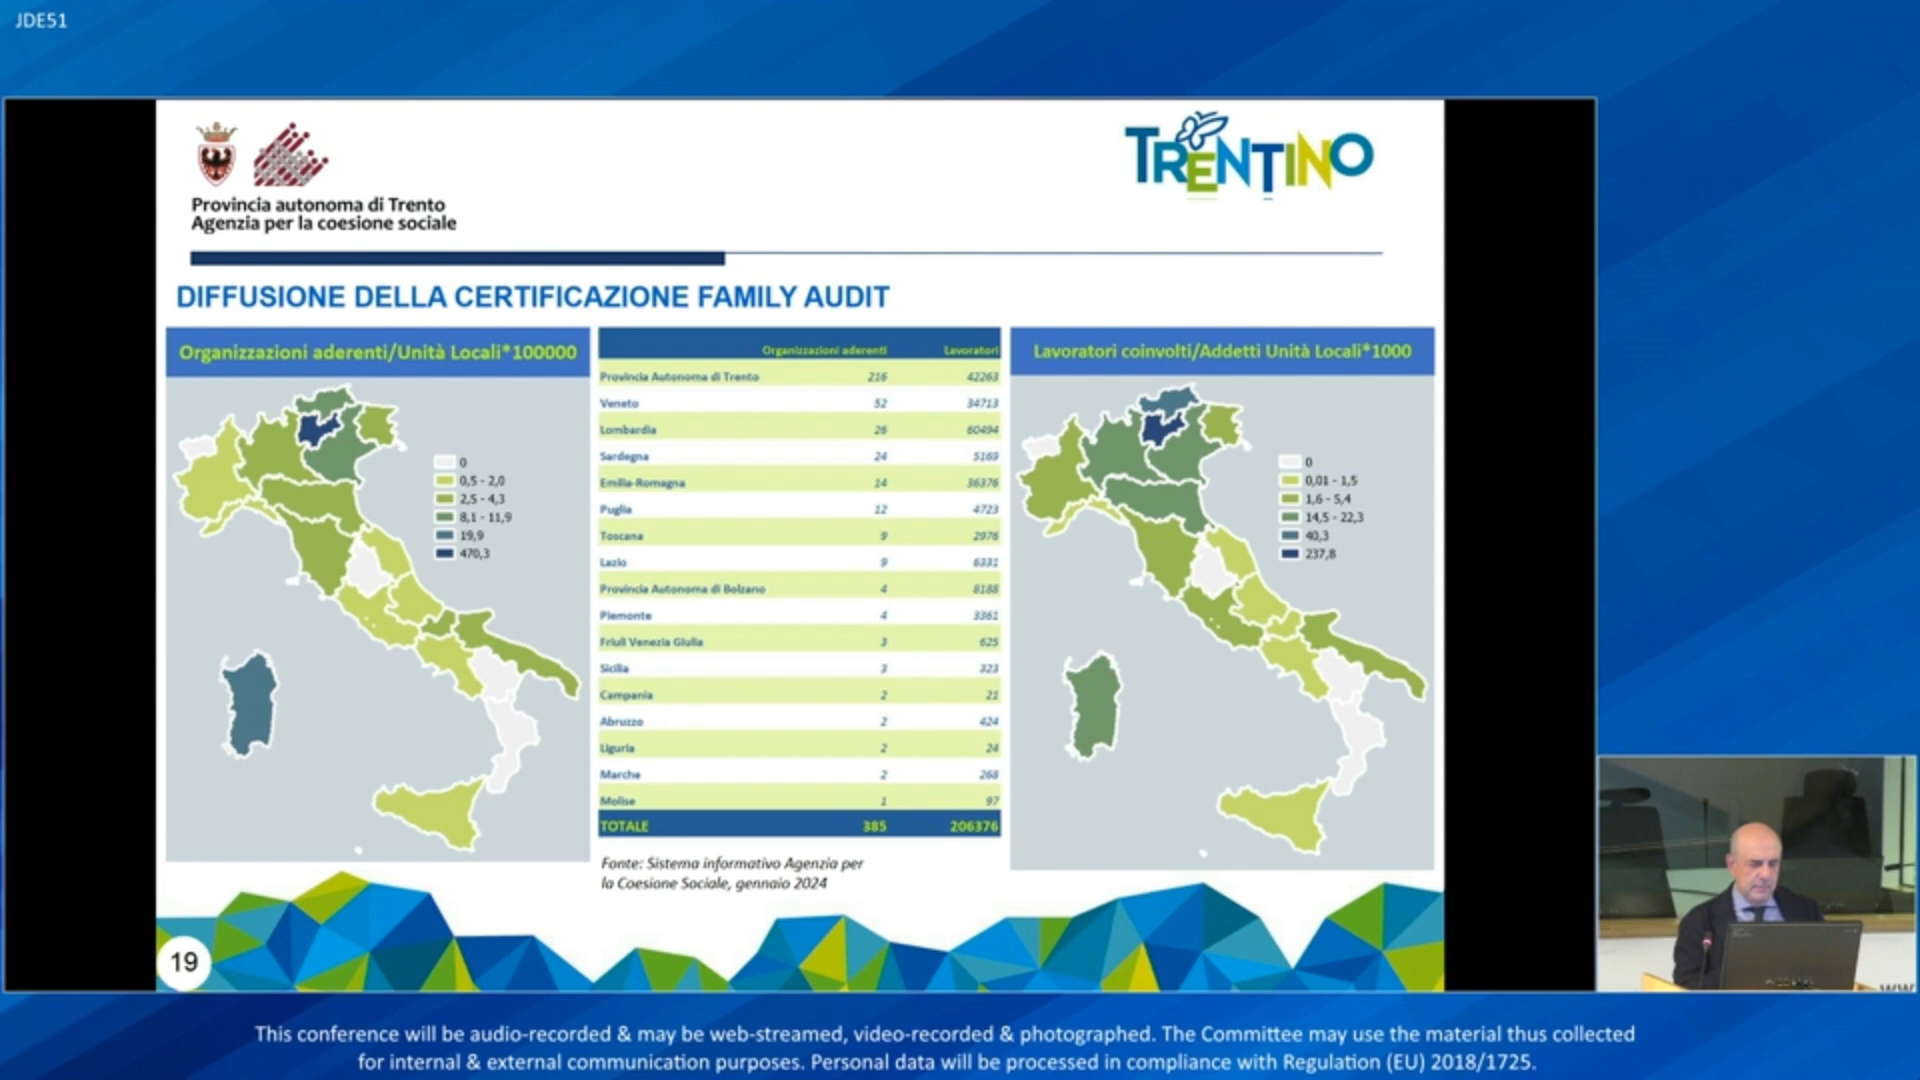 JDE51
TRENTINO
Provincia autonoma di Trento
Agenzia per la coesione sociale
DIFFUSIONE DELLA CERTIFICAZIONE FAMILY AUDIT
Organizzazioni aderenti/Unità Locali*100000
0
0,5 - 2,0
2,5 - 4,3
8,1 - 11,9
19,9
470,3
Organizzazioni aderenti Lavoratori
Provincia Autonoma di Trento 216 42263
Veneto 52 34713
Lombardia 26 60494
Sardegna 24 5169
Emilia-Romagna 14 36376
Puglia 12 4723
Toscana 9 2976
Lazio 9 6331
Provincia Autonoma di Bolzano 4 8188
Piemonte 4 3361
Friuli Venezia Giulia 3 625
Sicilia 3 323
Campania 2 21
Abruzzo 2 424
Liguria 2 24
Marche 2 268
Molise 1 97
TOTALE 385 206376
Fonte: Sistema informativo Agenzia per
la Coesione Sociale, gennaio 2024
Lavoratori coinvolti/Addetti Unità Locali*1000
0
0,01 - 1,5
1,6 - 5,4
14,5 - 22,3
40,3
237,8
19
This conference will be audio-recorded & may be web-streamed, video-recorded & photographed. The Committee may use the material thus collected
for internal & external communication purposes. Personal data will be processed in compliance with Regulation (EU) 2018/1725.